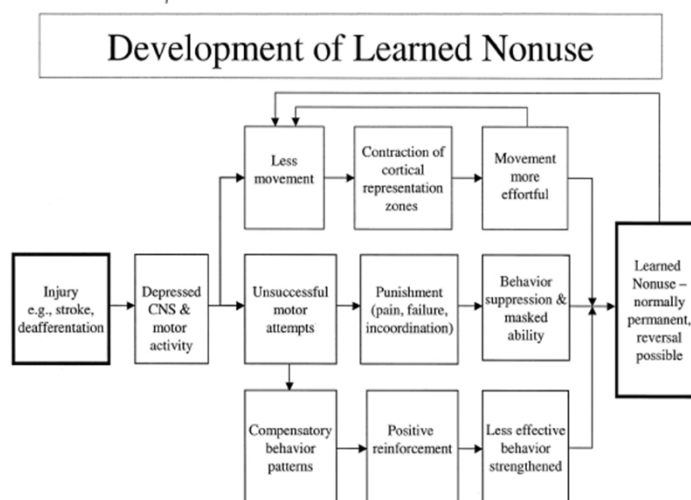 Development of Learned Nonuse
Less
movement
Contraction of
cortical
representation
zones
Movement
more
effortful
Injury
e.g., stroke,
deafferentation
Depressed
CNS &
motor
activity
Unsuccessful
motor
attempts
Punishment
(pain, failure,
incoordination)
Behavior
suppression &
masked
ability
Learned
Nonuse –
normally
permanent,
reversal
possible
Compensatory
behavior
patterns
Positive
reinforcement
Less effective
behavior
strengthened